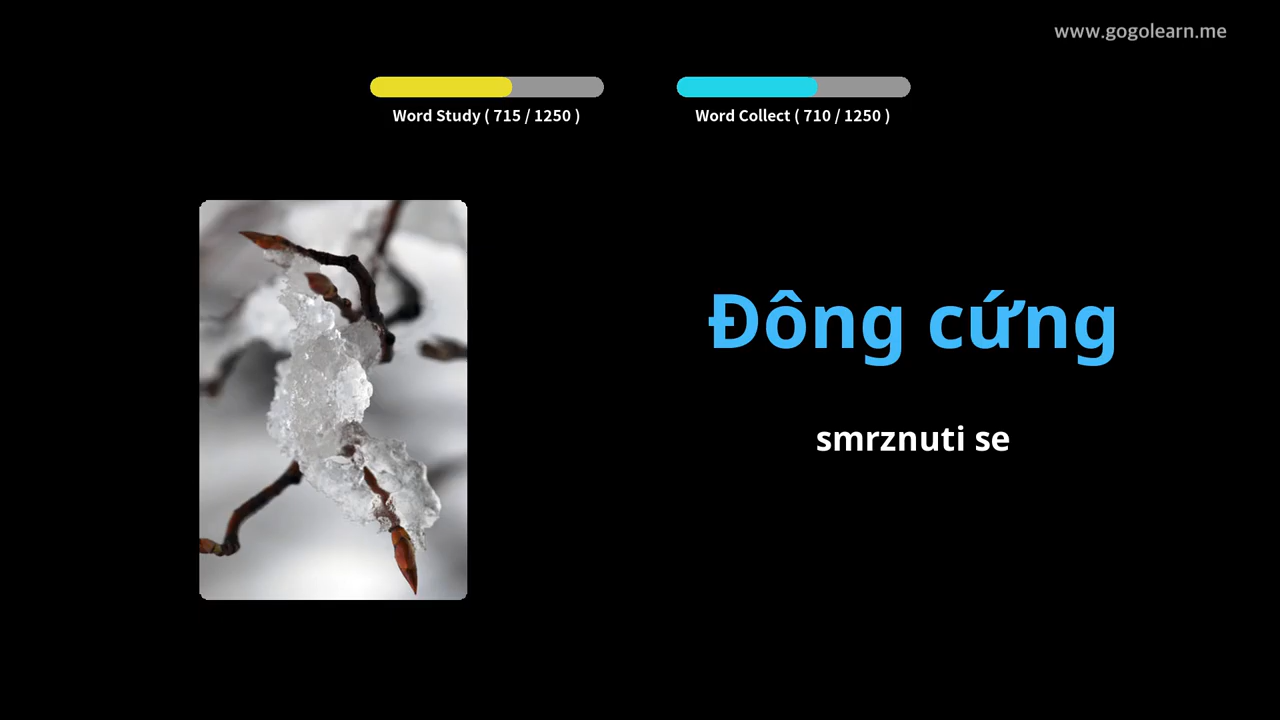 www.gogolearn.me
Word Study ( 715 / 1250 )
Word Collect ( 710 / 1250 )
Đông cứng
smrznuti se